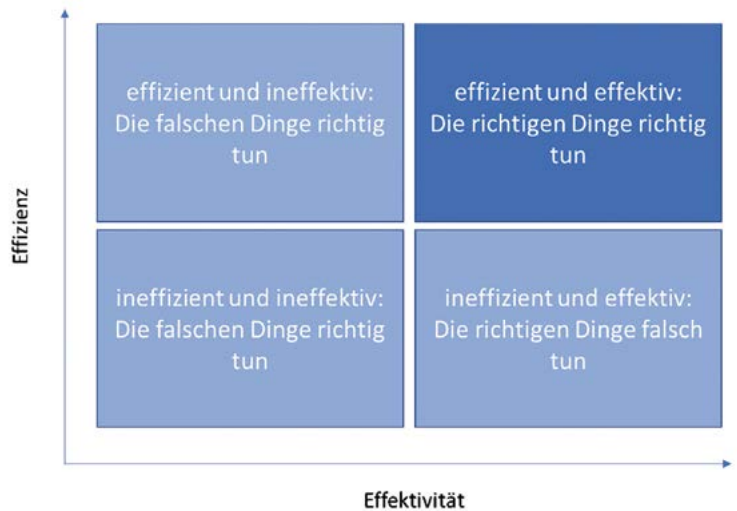 effizient und ineffektiv:
Die falschen Dinge richtig
tun
effizient und effektiv:
Die richtigen Dinge richtig
tun
Effizienz
ineffizient und ineffektiv:
Die falschen Dinge richtig
tun
ineffizient und effektiv:
Die richtigen Dinge falsch
tun
Effektivität